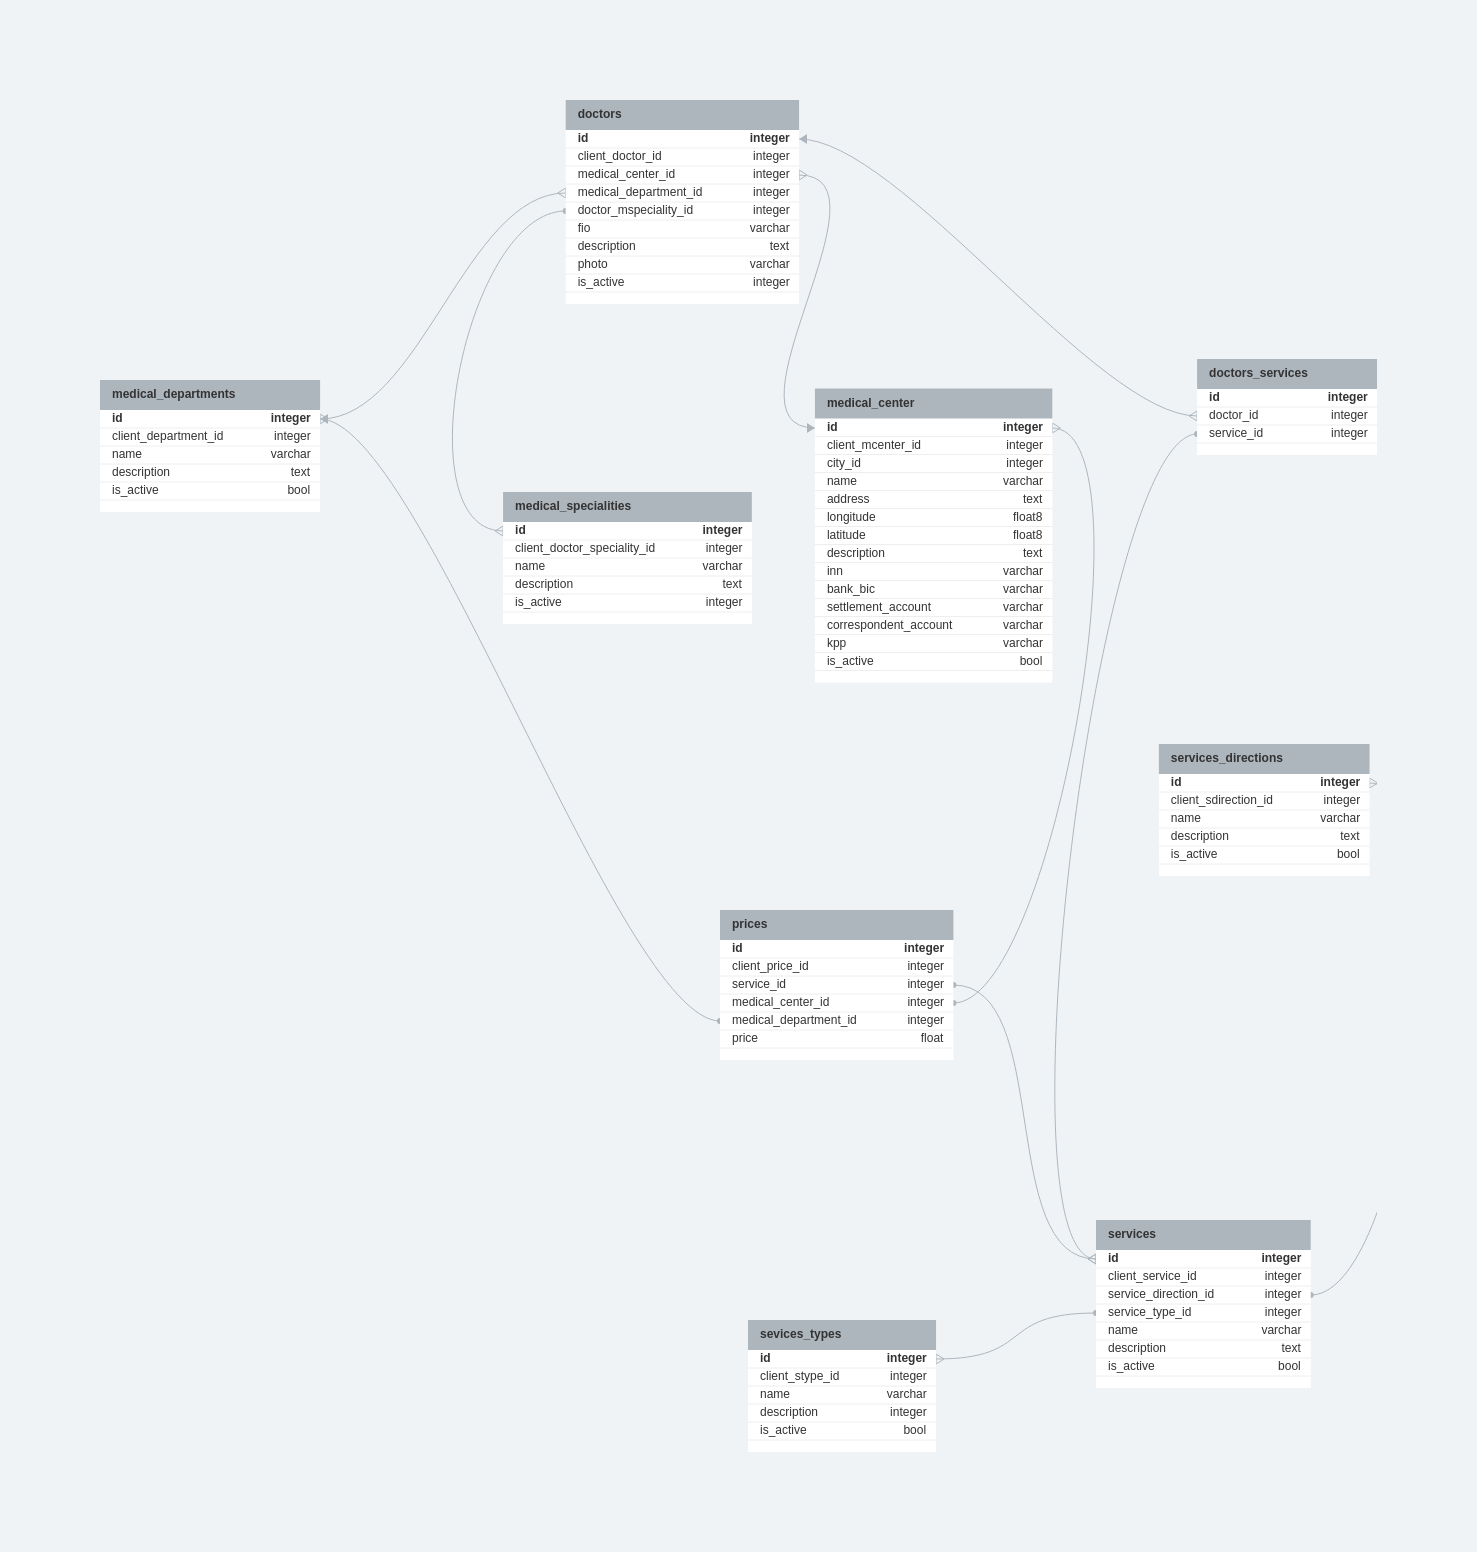 doctors
id integer
client_doctor_id integer
medical_center_id integer
medical_department_id integer
doctor_mspeciality_id integer
fio varchar
description text
photo varchar
is_active integer
medical_departments
id integer
client_department_id integer
name varchar
description text
is_active bool
medical_specialities
id integer
client_doctor_speciality_id integer
name varchar
description text
is_active integer
medical_center
id integer
client_mcenter_id integer
city_id integer
name varchar
address text
longitude float8
latitude float8
description text
inn varchar
bank_bic varchar
settlement_account varchar
correspondent_account varchar
kpp varchar
is_active bool
doctors_services
id integer
doctor_id integer
service_id integer
services_directions
id integer
client_sdirection_id integer
name varchar
description text
is_active bool
prices
id integer
client_price_id integer
service_id integer
medical_center_id integer
medical_department_id integer
price float
services
id integer
client_service_id integer
service_direction_id integer
service_type_id integer
name varchar
description text
is_active bool
sevices_types
id integer
client_stype_id integer
name varchar
description integer
is_active bool